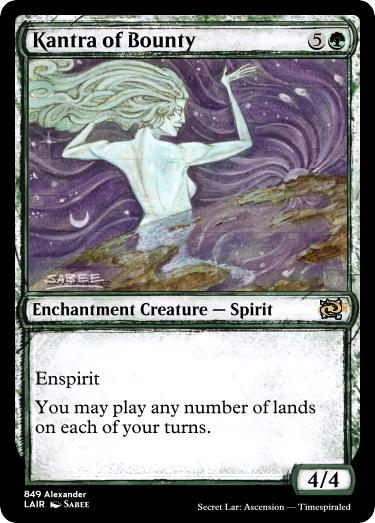 Kantra of Bounty 5
SABEE
Enchantment Creature — Spirit
Enspirit
You may play any number of lands
on each of your turns.
4/4
849 Alexander
LAIR SABEE
Secret Lar: Ascension — Timespiraled